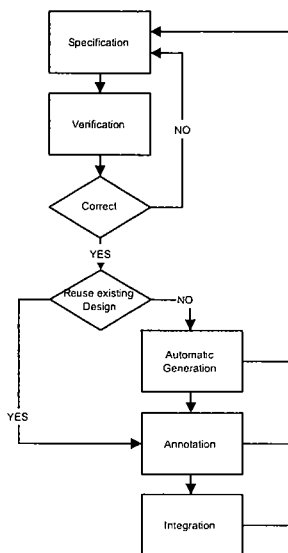 Specification
Verification
NO
Correct
YES
Reuse existing
Design
NO
Automatic
Generation
YES
Annotation
Integration